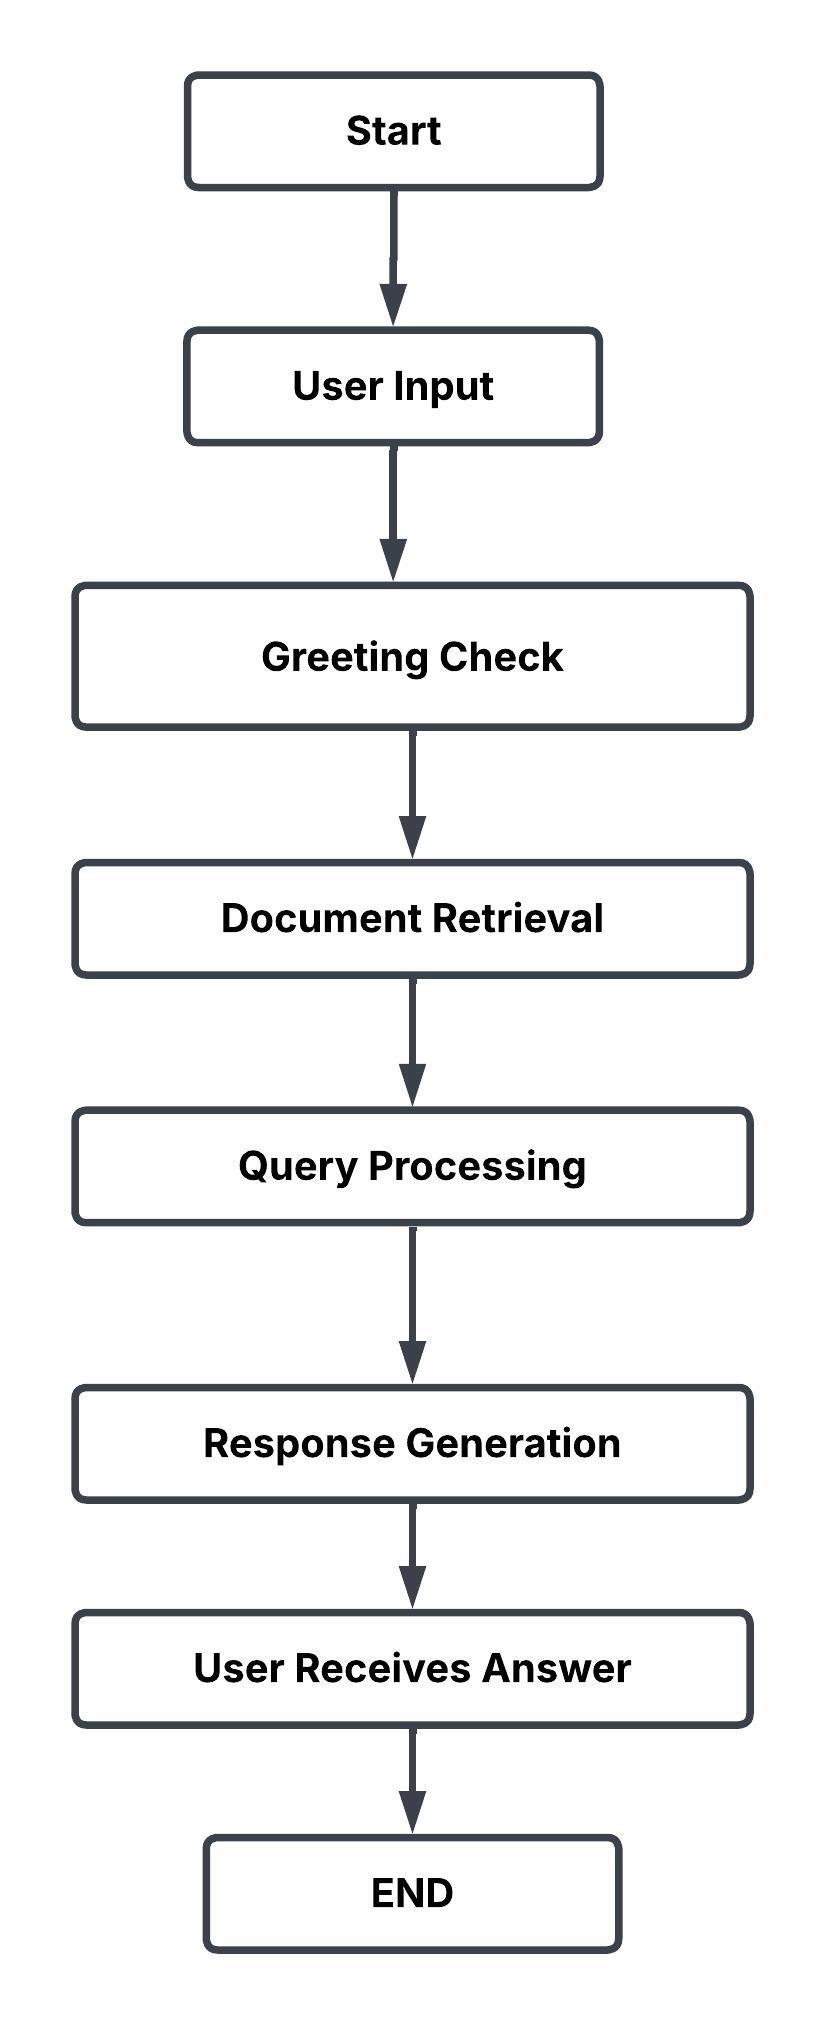 Start
User Input
Greeting Check
Document Retrieval
Query Processing
Response Generation
User Receives Answer
END